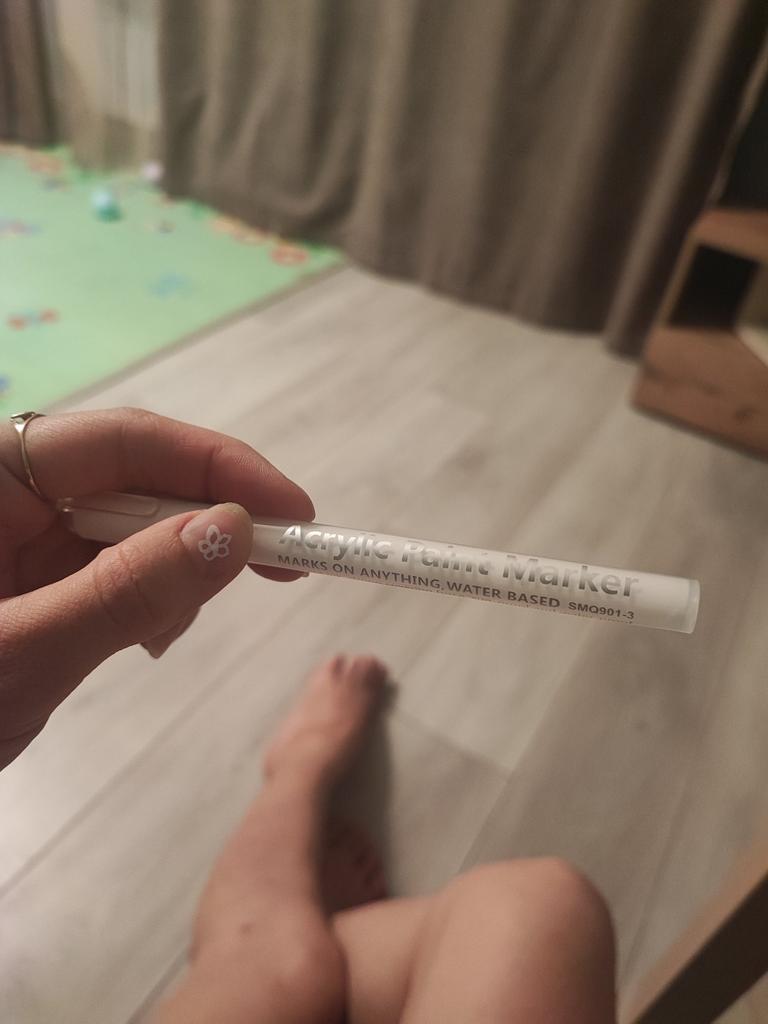 Acrylic Paint Marker
MARKS ON ANYTHING,WATER BASED SMQ901-3